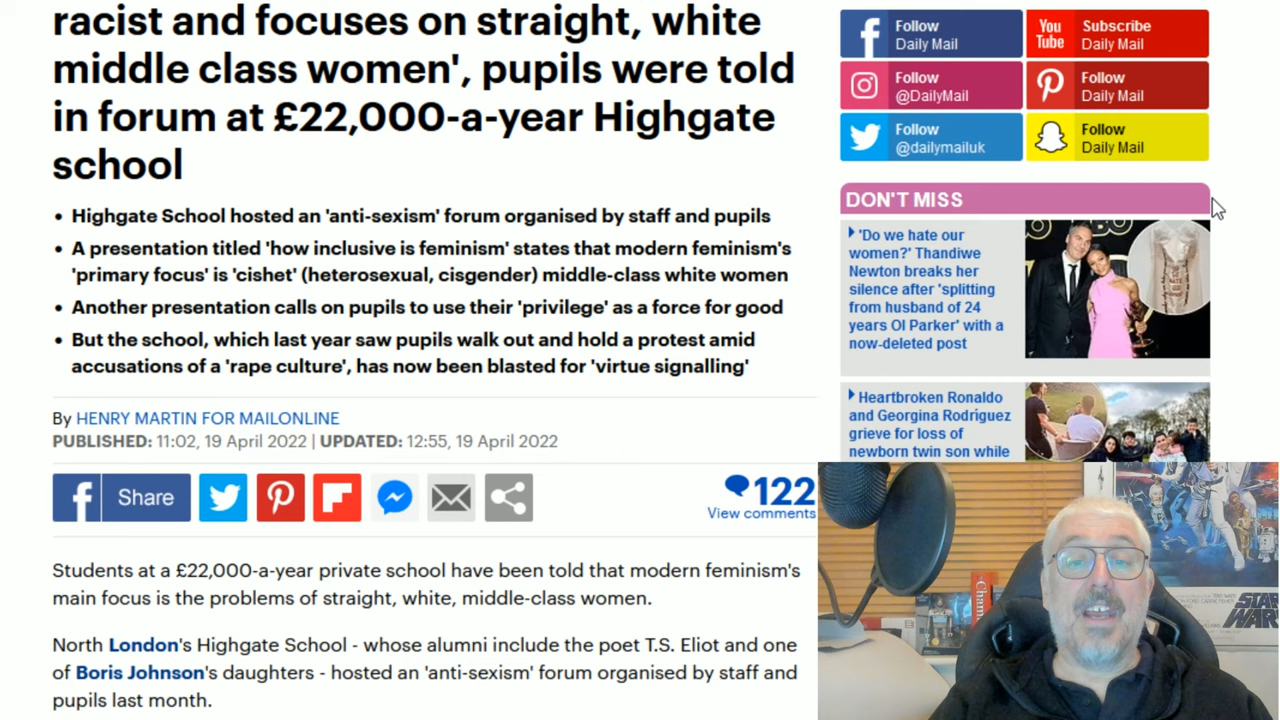 racist and focuses on straight, white
middle class women', pupils were told
in forum at £22,000-a-year Highgate
school
• Highgate School hosted an 'anti-sexism' forum organised by staff and pupils
• A presentation titled 'how inclusive is feminism' states that modern feminism's
'primary focus' is 'cishet' (heterosexual, cisgender) middle-class white women
• Another presentation calls on pupils to use their 'privilege' as a force for good
• But the school, which last year saw pupils walk out and hold a protest amid
accusations of a 'rape culture', has now been blasted for 'virtue signalling'
By HENRY MARTIN FOR MAILONLINE
PUBLISHED: 11:02, 19 April 2022 | UPDATED: 12:55, 19 April 2022
Share
122
View comments
Students at a £22,000-a-year private school have been told that modern feminism's
main focus is the problems of straight, white, middle-class women.
North London's Highgate School - whose alumni include the poet T.S. Eliot and one
of Boris Johnson's daughters - hosted an 'anti-sexism' forum organised by staff and
pupils last month.
Follow
Daily Mail
You
Tube
Subscribe
Daily Mail
Follow
@DailyMail
Follow
Daily Mail
Follow
@dailymailuk
Follow
Daily Mail
DON'T MISS
'Do we hate our
women?' Thandiwe
Newton breaks her
silence after 'splitting
from husband of 24
years Ol Parker' with a
now-deleted post
Heartbroken Ronaldo
and Georgina Rodríguez
grieve for loss of
newborn twin son while
STAR
WARS